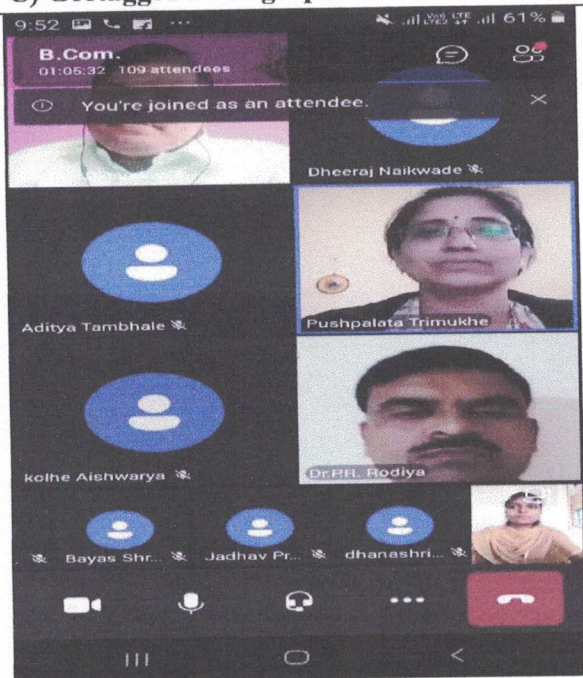 9:52 61%
B.Com.
01:05:32 109 attendees
You're joined as an attendee.
Dheeraj Naikwade
Aditya Tambhale
Pushpalata Trimukhe
kolhe Aishwarya
Dr.P.R. Rodiya
Bayas Shr... Jadhav Pr... dhanashri...